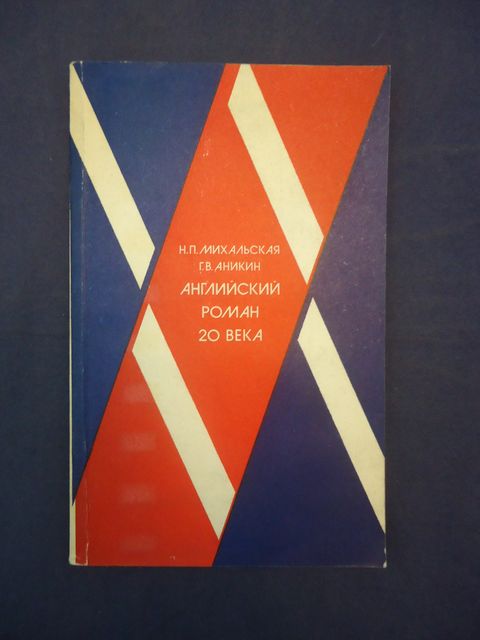 Н.П. МИХАЛЬСКАЯ
Г.В. АНИКИН
АНГЛИЙСКИЙ
РОМАН
20 ВЕКА